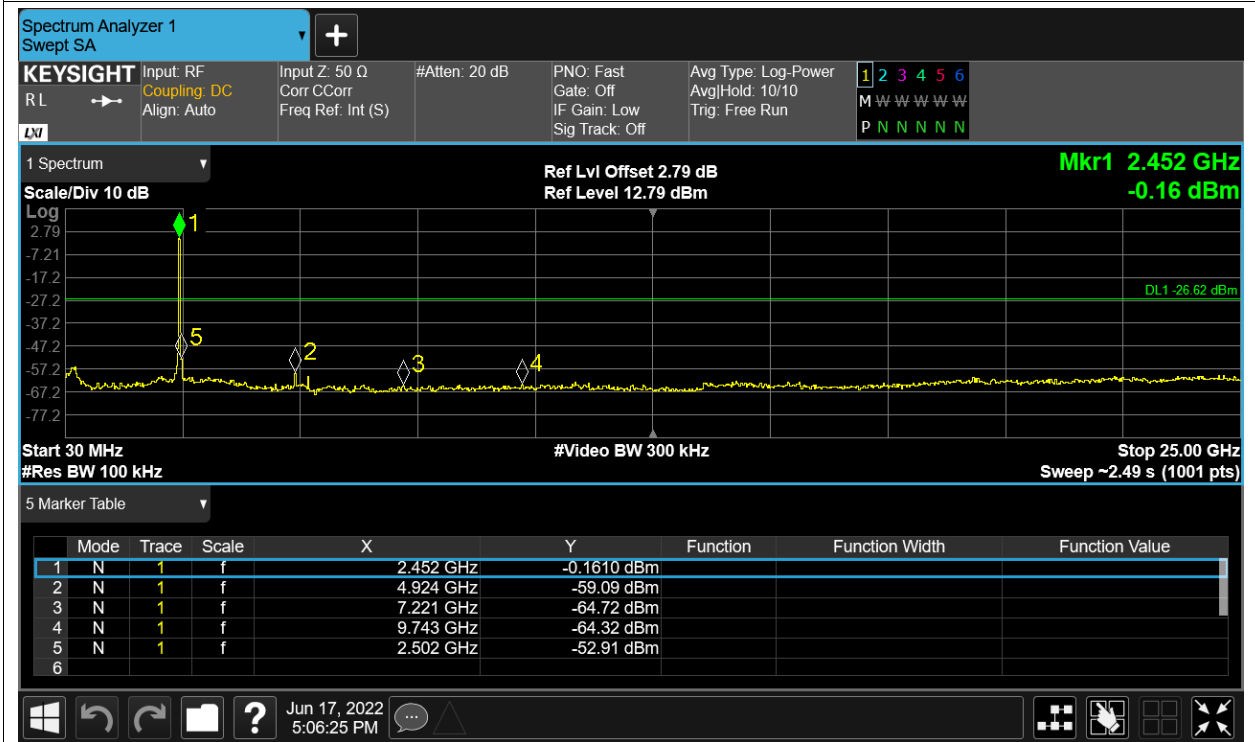 Spectrum Analyzer 1
Swept SA
+
KEYSIGHT Input: RF Input Z: 50 Ω #Atten: 20 dB PNO: Fast Avg Type: Log-Power 1 2 3 4 5 6
R L Coupling: DC Corr CCorr Gate: Off Avg|Hold: 10/10 M W W W W W
Align: Auto Freq Ref: Int (S) IF Gain: Low Trig: Free Run
LXI Sig Track: Off P N N N N N
1 Spectrum Ref Lvl Offset 2.79 dB Mkr1 2.452 GHz
Scale/Div 10 dB Ref Level 12.79 dBm -0.16 dBm
Log
1
2.79
-7.21
-17.2
DL1 -26.62 dBm
-27.2
-37.2
5
-47.2
2
3
4
-57.2
-67.2
-77.2
Start 30 MHz #Video BW 300 kHz Stop 25.00 GHz
#Res BW 100 kHz Sweep ~2.49 s (1001 pts)
5 Marker Table
Mode Trace Scale X Y Function Function Width Function Value
1 N 1 f 2.452 GHz -0.1610 dBm
2 N 1 f 4.924 GHz -59.09 dBm
3 N 1 f 7.221 GHz -64.72 dBm
4 N 1 f 9.743 GHz -64.32 dBm
5 N 1 f 2.502 GHz -52.91 dBm
6
? Jun 17, 2022
5:06:25 PM